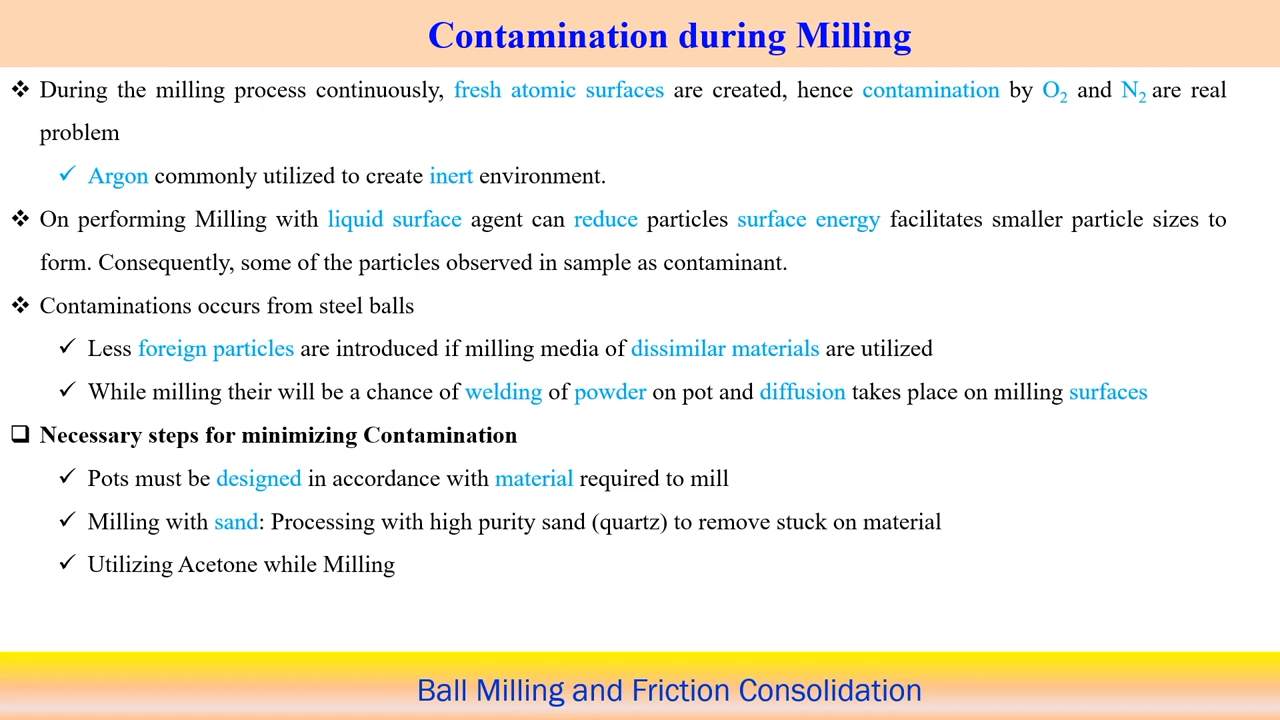 Contamination during Milling
❖ During the milling process continuously, fresh atomic surfaces are created, hence contamination by O₂ and N₂ are real
problem
✓ Argon commonly utilized to create inert environment.
❖ On performing Milling with liquid surface agent can reduce particles surface energy facilitates smaller particle sizes to
form. Consequently, some of the particles observed in sample as contaminant.
❖ Contaminations occurs from steel balls
✓ Less foreign particles are introduced if milling media of dissimilar materials are utilized
✓ While milling their will be a chance of welding of powder on pot and diffusion takes place on milling surfaces
❑ Necessary steps for minimizing Contamination
✓ Pots must be designed in accordance with material required to mill
✓ Milling with sand: Processing with high purity sand (quartz) to remove stuck on material
✓ Utilizing Acetone while Milling
Ball Milling and Friction Consolidation